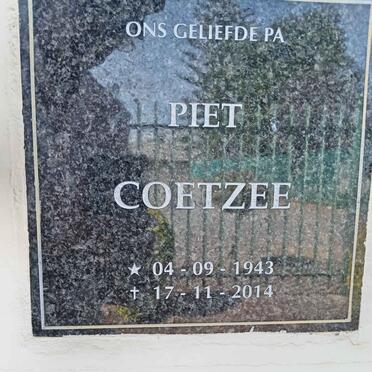 ONS GELIEFDE PA
PIET
COETZEE
★ 04 - 09 - 1943
✝ 17 - 11 - 2014